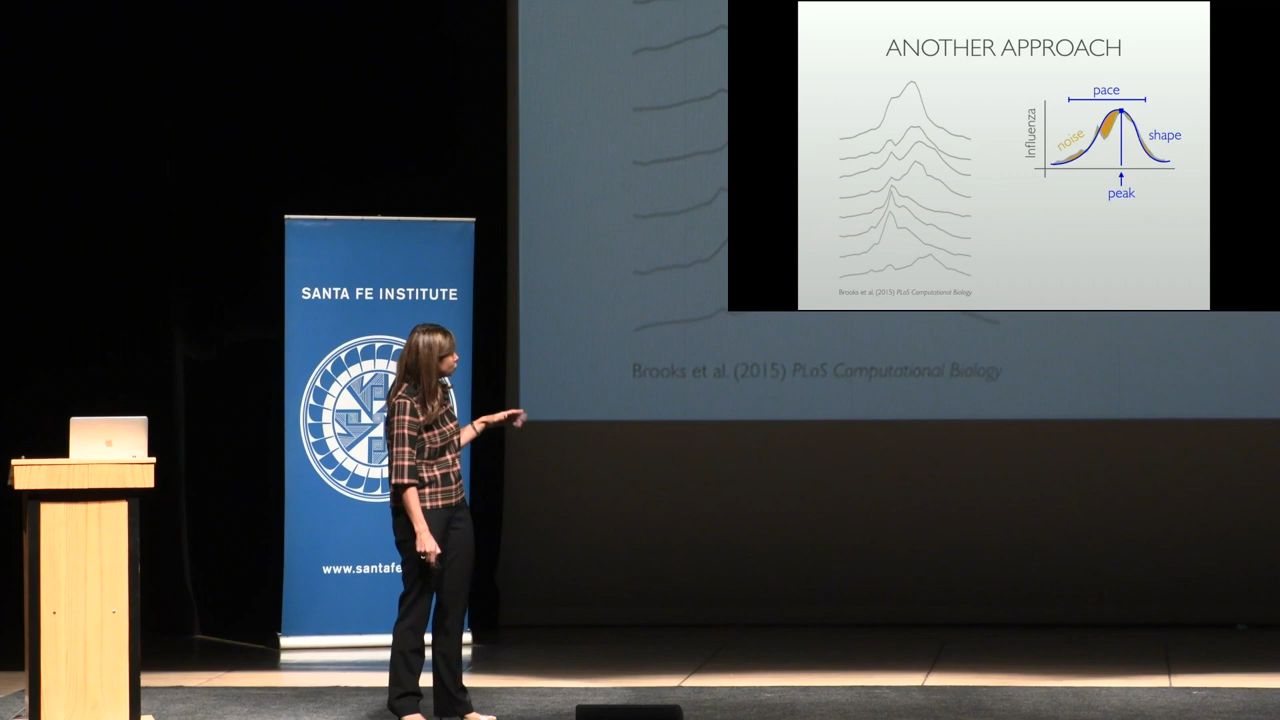 ANOTHER APPROACH
pace
Influenza
noise
shape
peak
Brooks et al. (2015) PLoS Computational Biology
SANTA FE INSTITUTE
www.santafe
Brooks et al. (2015) PLoS Computational Biology